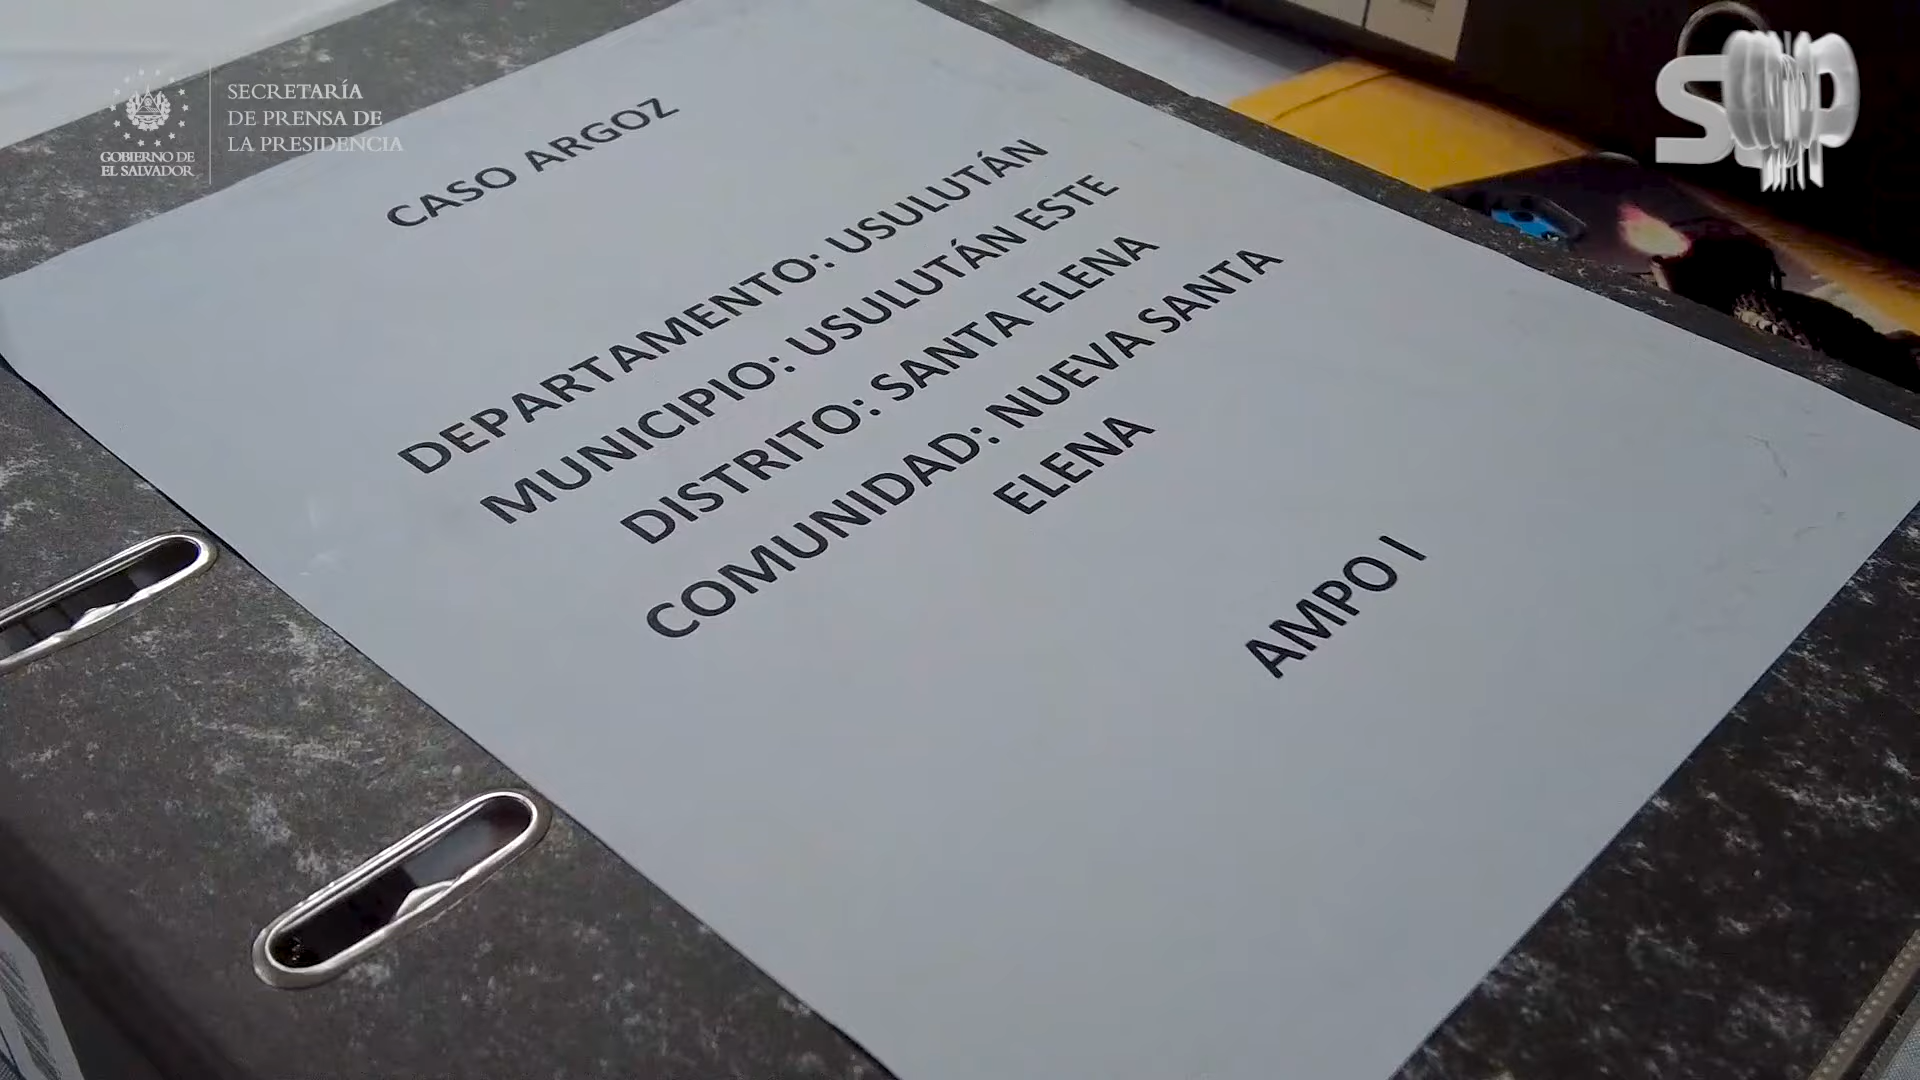 GOBIERNO DE
EL SALVADOR
SECRETARÍA
DE PRENSA DE
LA PRESIDENCIA
CASO ARGOZ
DEPARTAMENTO: USULUTÁN
MUNICIPIO: USULUTÁN ESTE
DISTRITO: SANTA ELENA
COMUNIDAD: NUEVA SANTA
ELENA
AMPO I